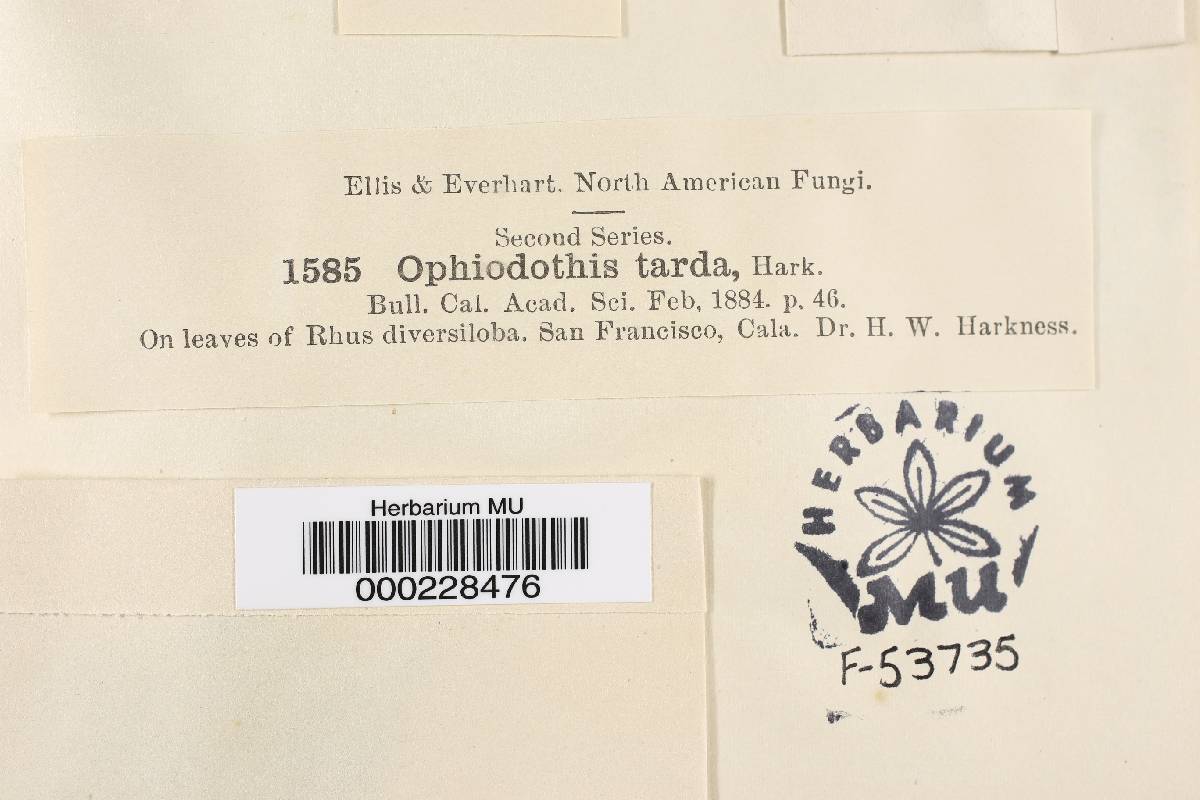 Ellis & Everhart. North American Fungi.
Second Series.
1585 Ophiodothis tarda, Hark.
Bull. Cal. Acad. Sci. Feb, 1884. p. 46.
On leaves of Rhus diversiloba. San Francisco, Cala. Dr. H. W. Harkness.
Herbarium MU
000228476
HERBARIUM
MU
F-53735